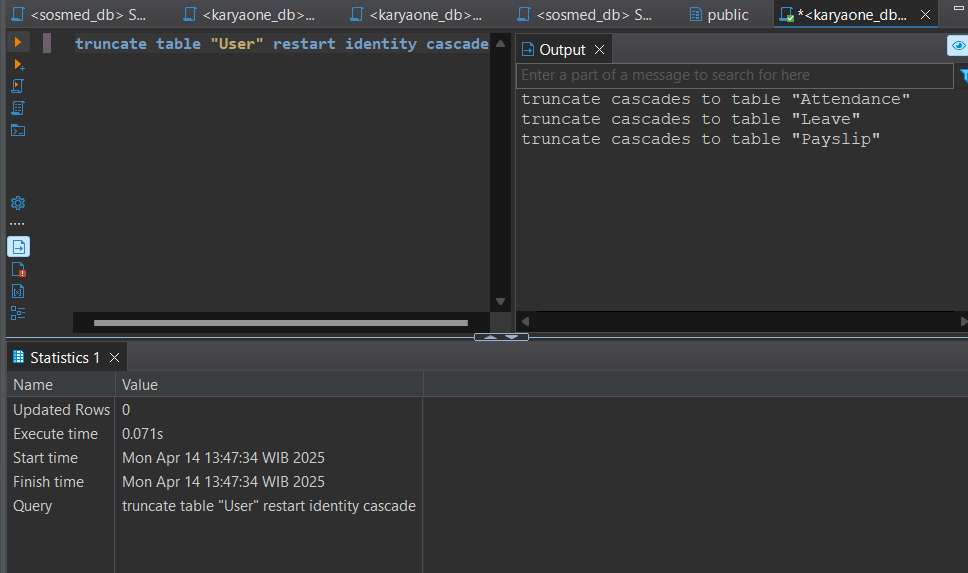 <sosmed_db> S...
<karyaone_db>...
<karyaone_db>...
<sosmed_db> S...
public
*<karyaone_db...
truncate table "User" restart identity cascade
Output
Enter a part of a message to search for here
truncate cascades to table "Attendance"
truncate cascades to table "Leave"
truncate cascades to table "Payslip"
Statistics 1
Name Value
Updated Rows 0
Execute time 0.071s
Start time Mon Apr 14 13:47:34 WIB 2025
Finish time Mon Apr 14 13:47:34 WIB 2025
Query truncate table "User" restart identity cascade